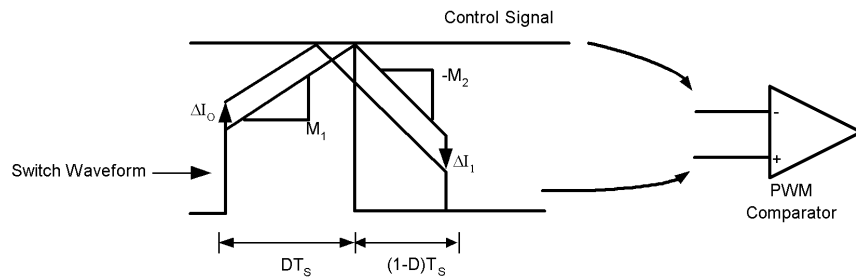 Control Signal
-M2
ΔIO
M1
-
Switch Waveform
ΔI1
+
PWM
Comparator
DTS
(1-D)TS